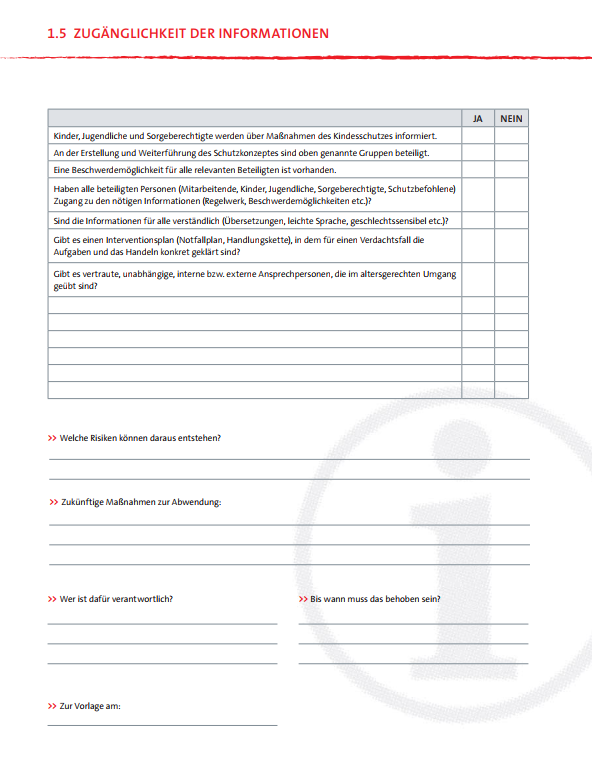 1.5 ZUGÄNGLICHKEIT DER INFORMATIONEN
JA NEIN
Kinder, Jugendliche und Sorgeberechtigte werden über Maßnahmen des Kindesschutzes informiert.
An der Erstellung und Weiterführung des Schutzkonzeptes sind oben genannte Gruppen beteiligt.
Eine Beschwerdemöglichkeit für alle relevanten Beteiligten ist vorhanden.
Haben alle beteiligten Personen (Mitarbeitende, Kinder, Jugendliche, Sorgeberechtigte, Schutzbefohlene)
Zugang zu den nötigen Informationen (Regelwerk, Beschwerdemöglichkeiten etc.)?
Sind die Informationen für alle verständlich (Übersetzungen, leichte Sprache, geschlechtssensibel etc.)?
Gibt es einen Interventionsplan (Notfallplan, Handlungskette), in dem für einen Verdachtsfall die
Aufgaben und das Handeln konkret geklärt sind?
Gibt es vertraute, unabhängige, interne bzw. externe Ansprechpersonen, die im altersgerechten Umgang
geübt sind?
>> Welche Risiken können daraus entstehen?
>> Zukünftige Maßnahmen zur Abwendung:
>> Wer ist dafür verantwortlich?
>> Bis wann muss das behoben sein?
>> Zur Vorlage am: